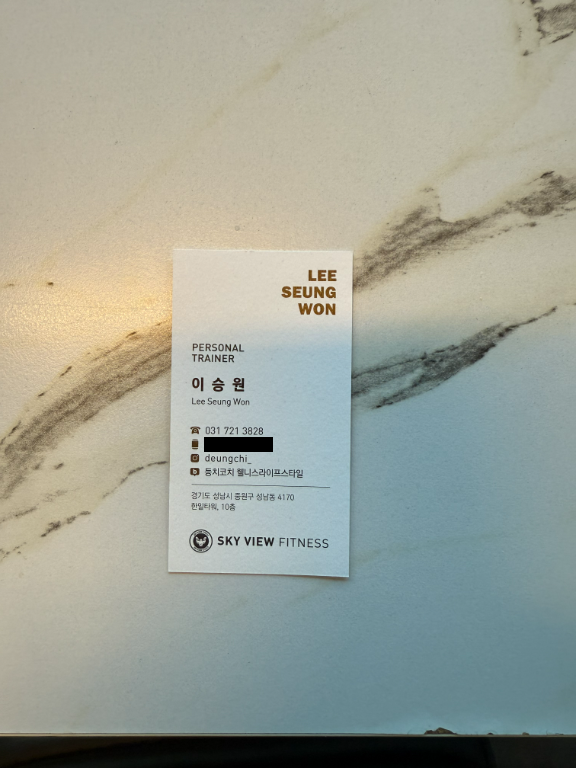 LEE
SEUNG
WON
PERSONAL
TRAINER
이승원
Lee Seung Won
031 721 3828
deungchi_
등치코치 웰니스라이프스타일
경기도 성남시 중원구 성남동 4170
한일타워, 10층
SKY VIEW FITNESS